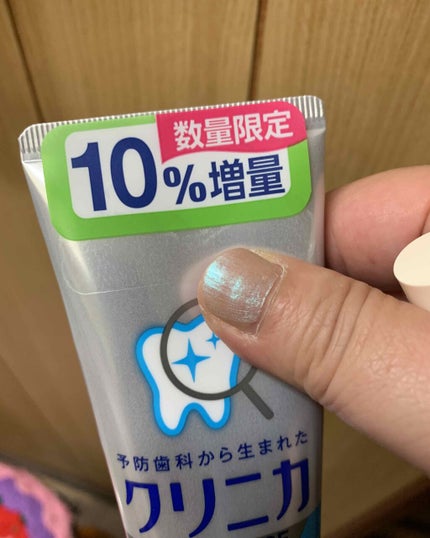 数量限定
10%増量
予防歯科から生まれた
クリニカ